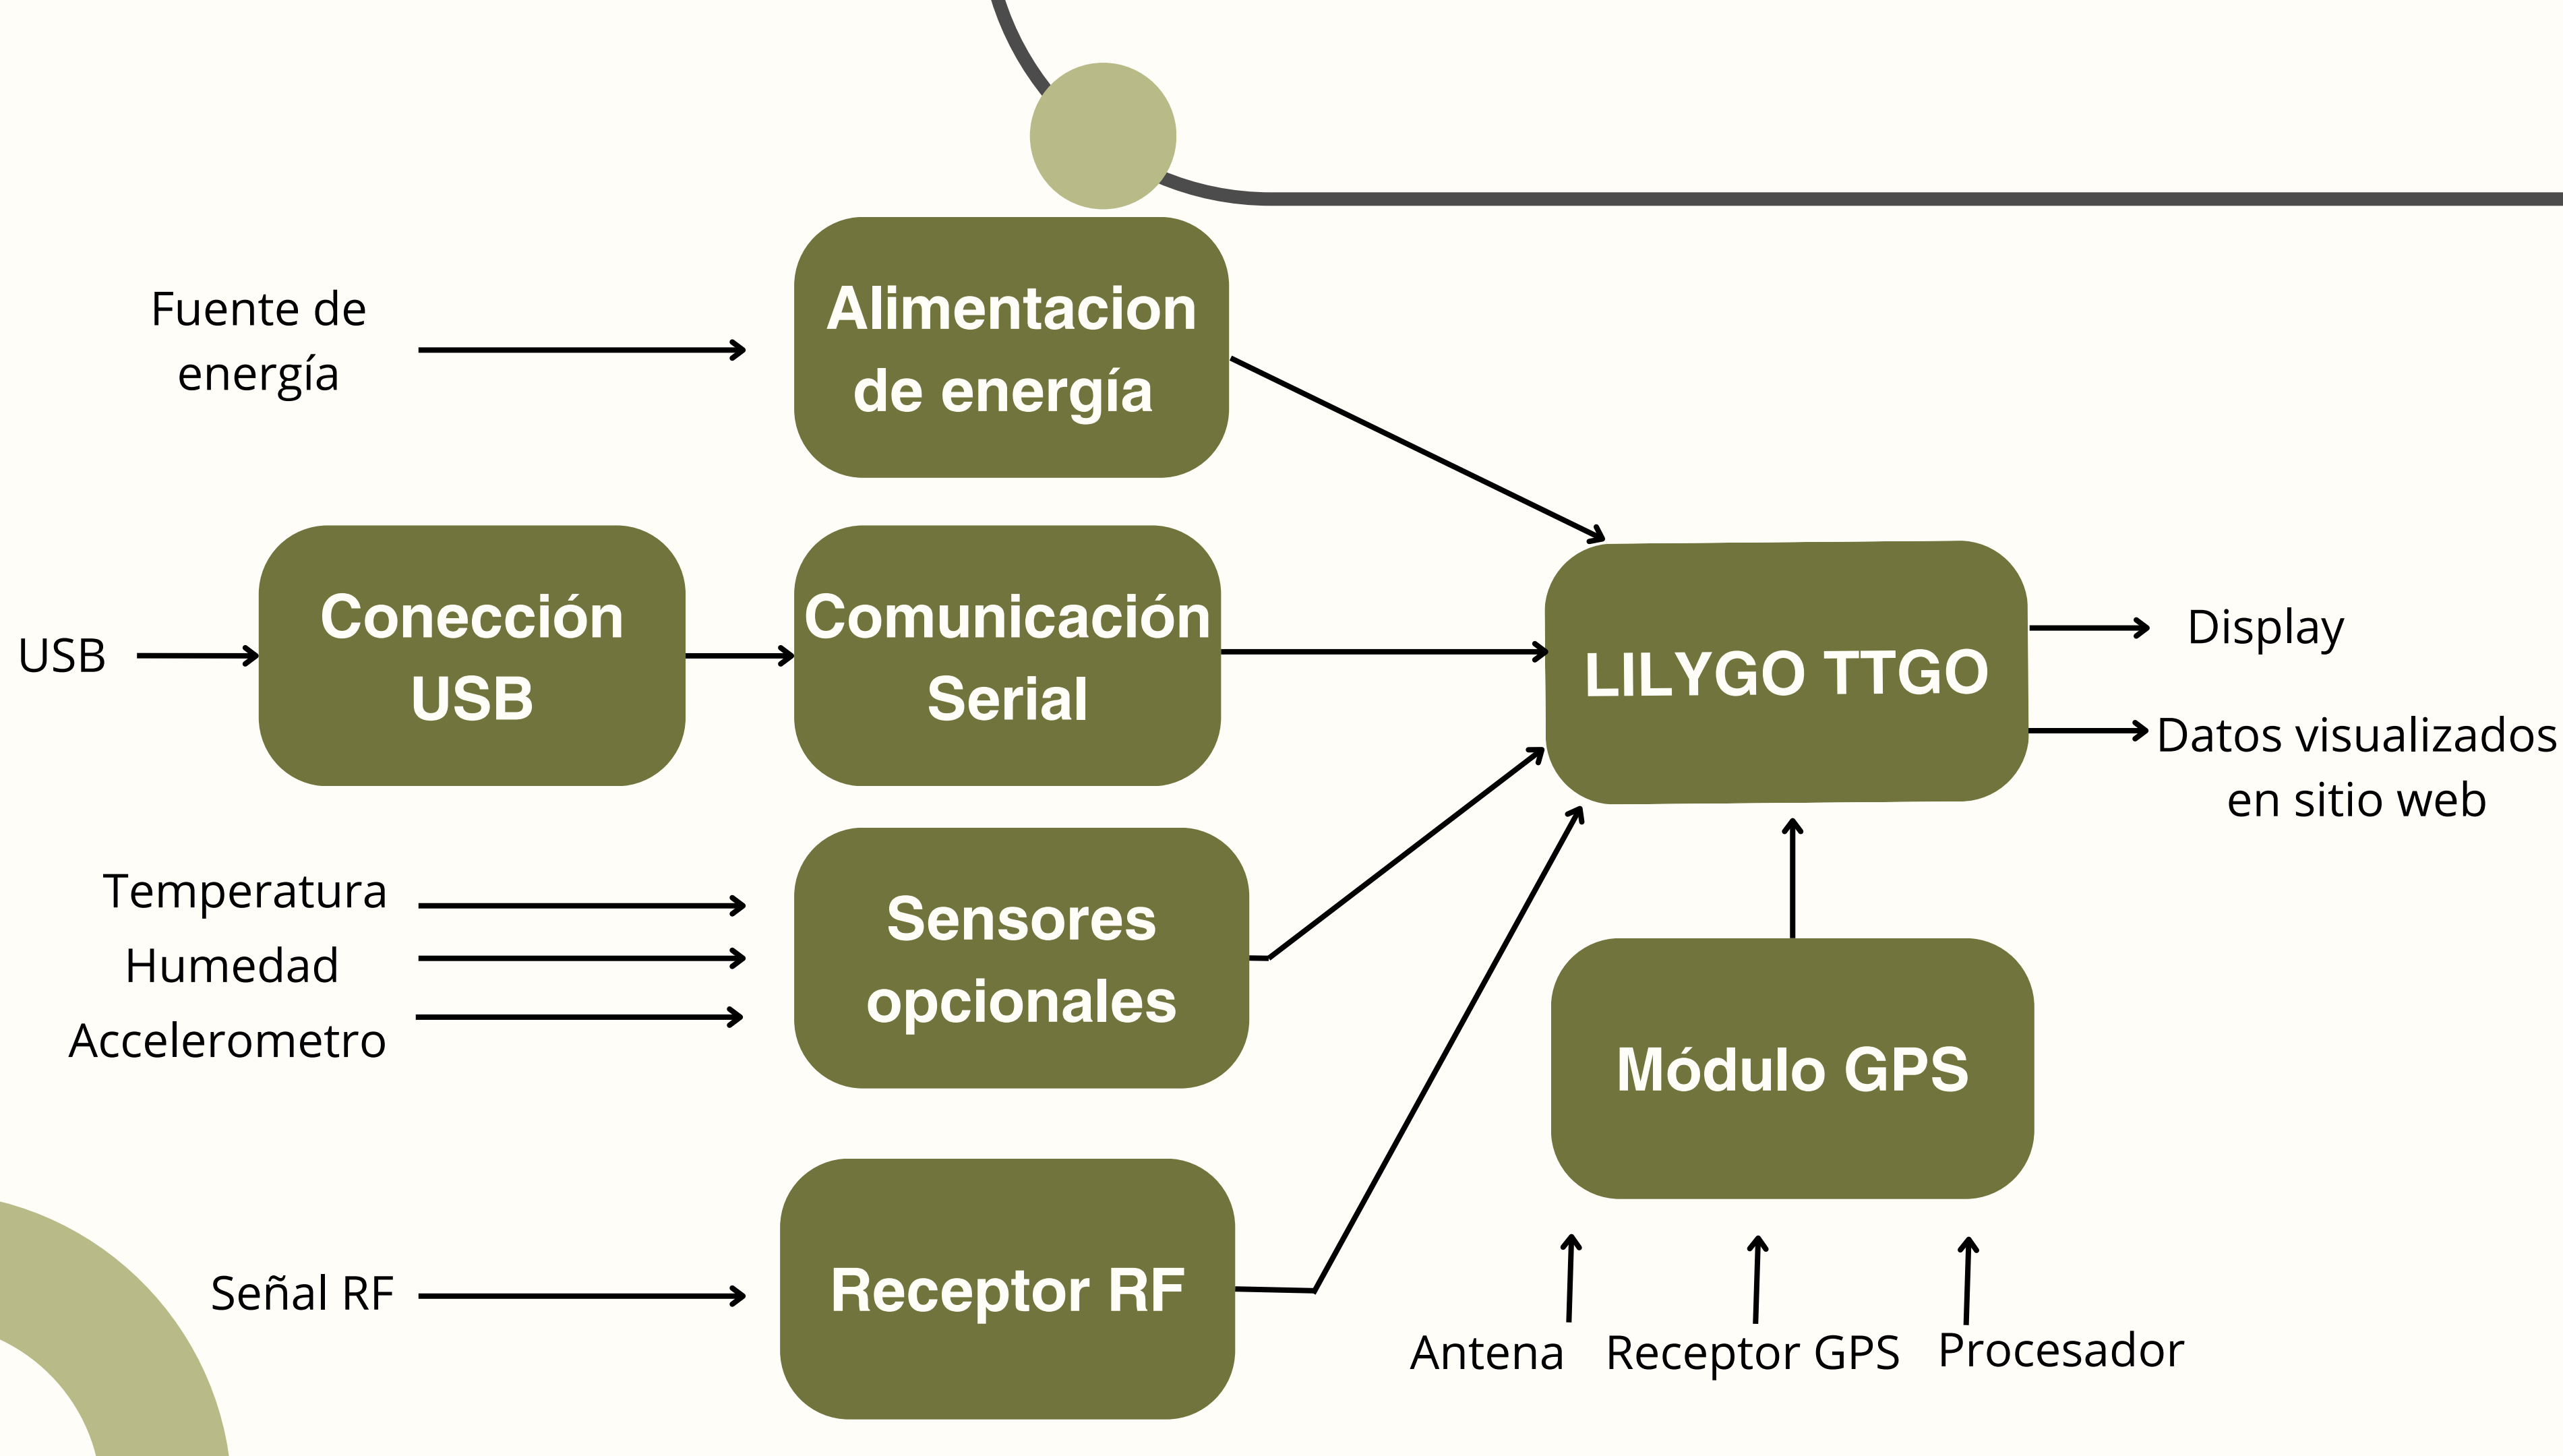 Fuente de
energía
Alimentacion
de energía
USB
Conección
USB
Comunicación
Serial
LILYGO TTGO
Display
Datos visualizados
en sitio web
Temperatura
Humedad
Accelerometro
Sensores
opcionales
Módulo GPS
Señal RF
Receptor RF
Antena
Receptor GPS
Procesador